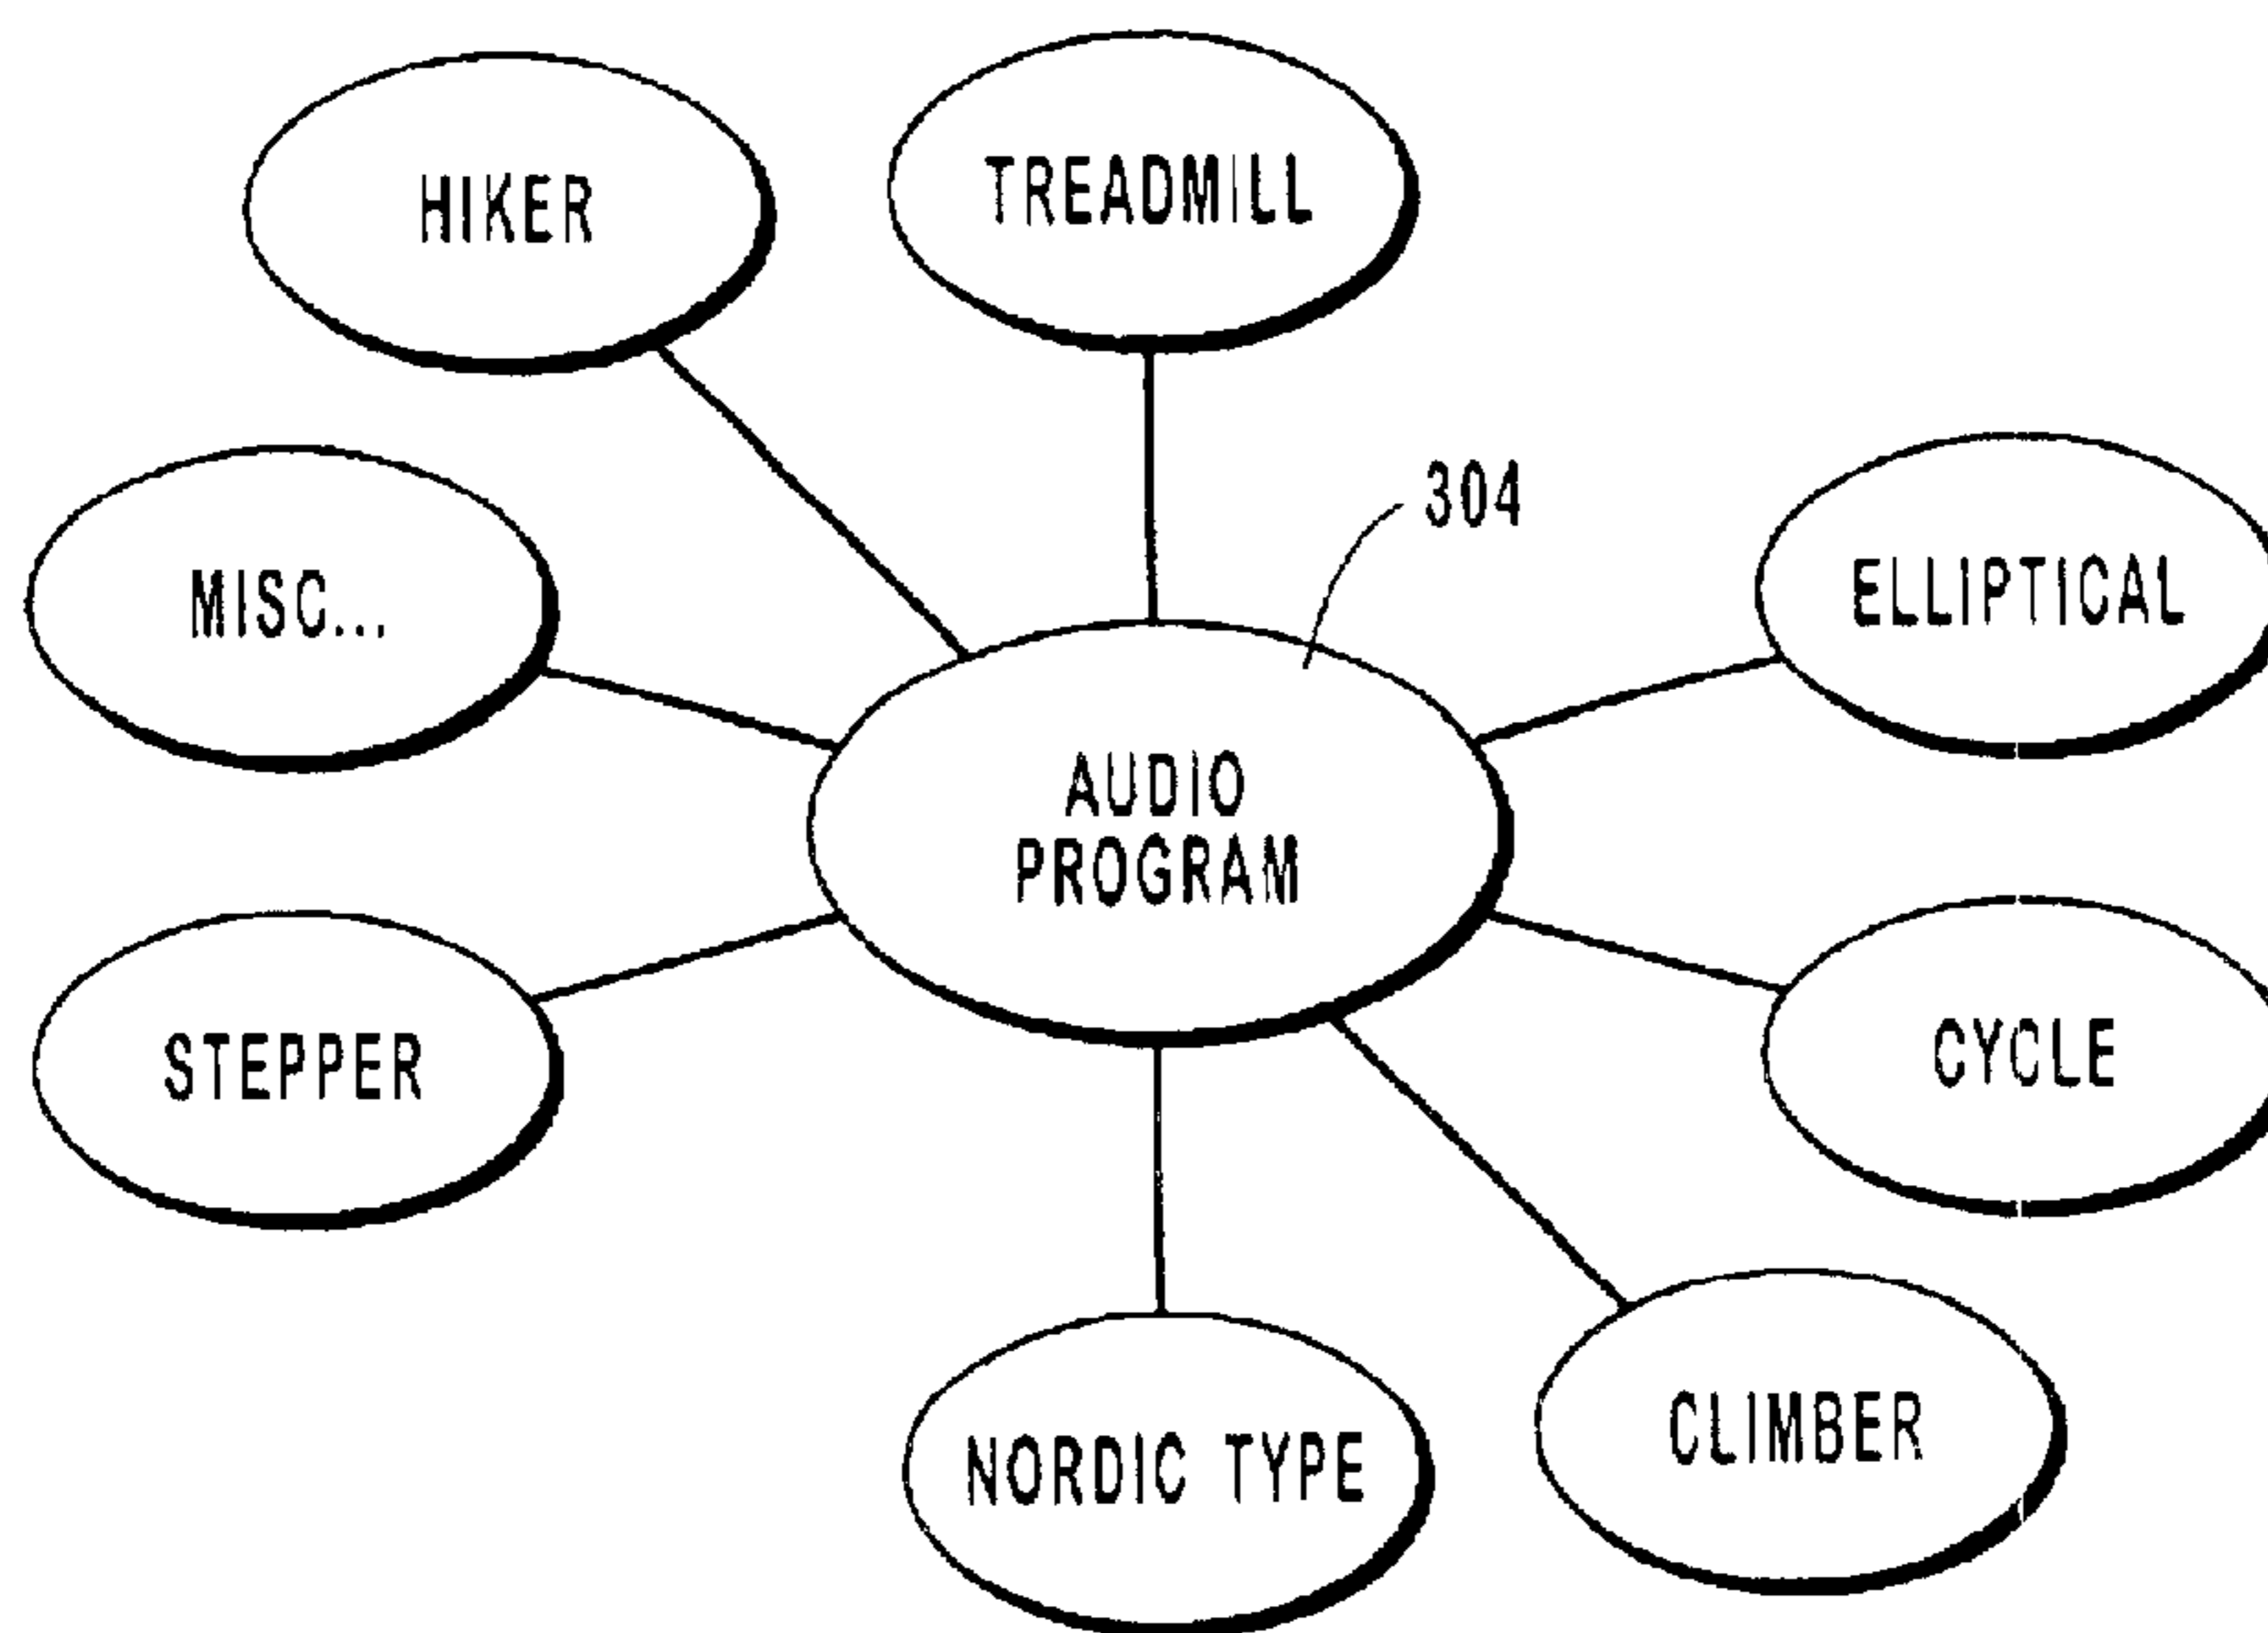 HIKER
TREADMILL
304
MISC...
ELLIPTICAL
AUDIO
PROGRAM
STEPPER
CYCLE
NORDIC TYPE
CLIMBER